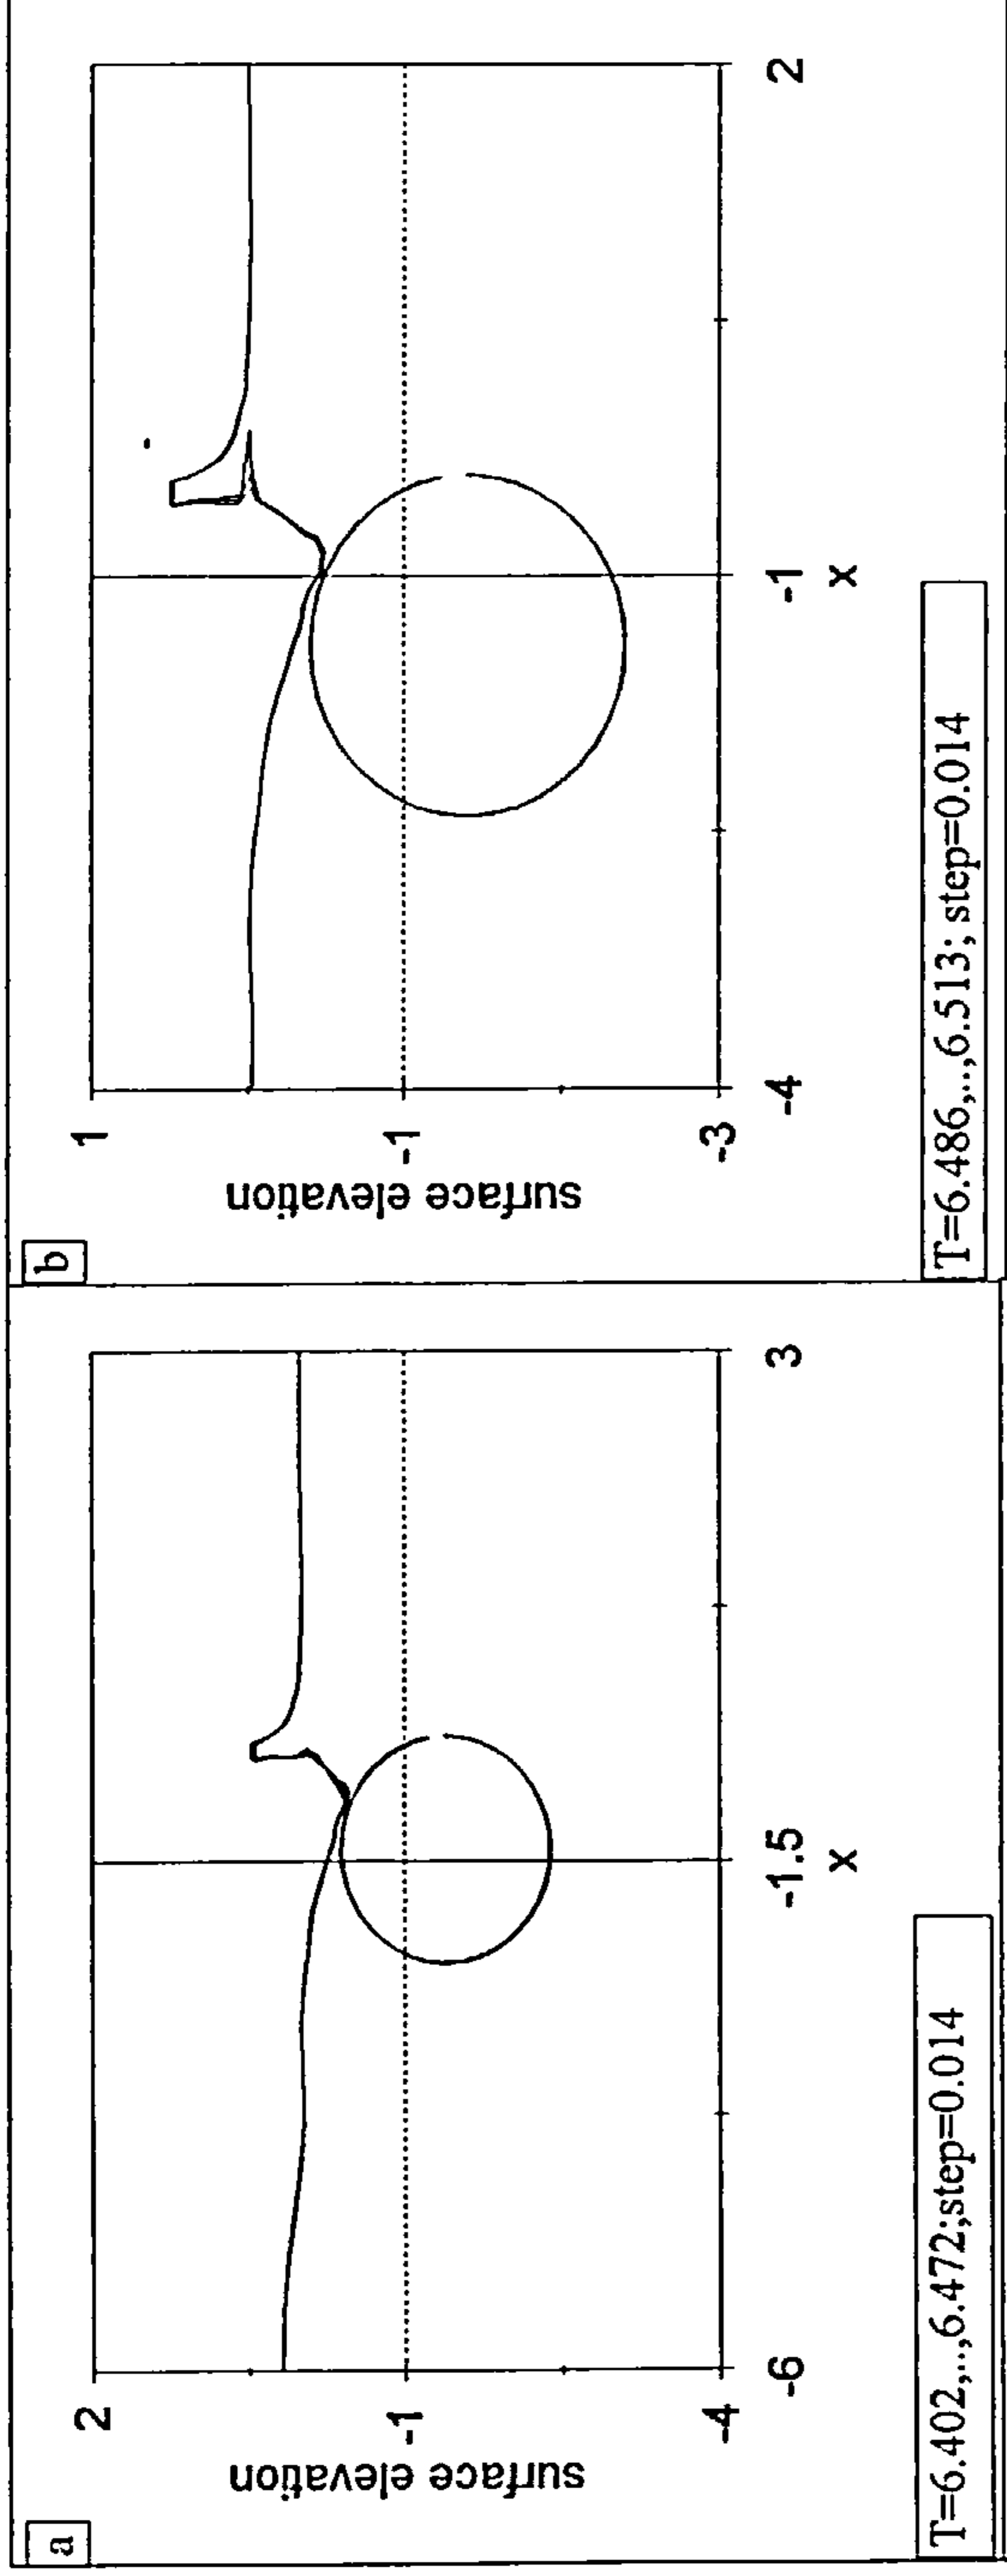 a
2
-1
-4
surface elevation
-6
-1.5
3
x
T=6.402,..,6.472;step=0.014
b
1
-1
-3
surface elevation
-4
-1
2
x
T=6.486,..,6.513; step=0.014